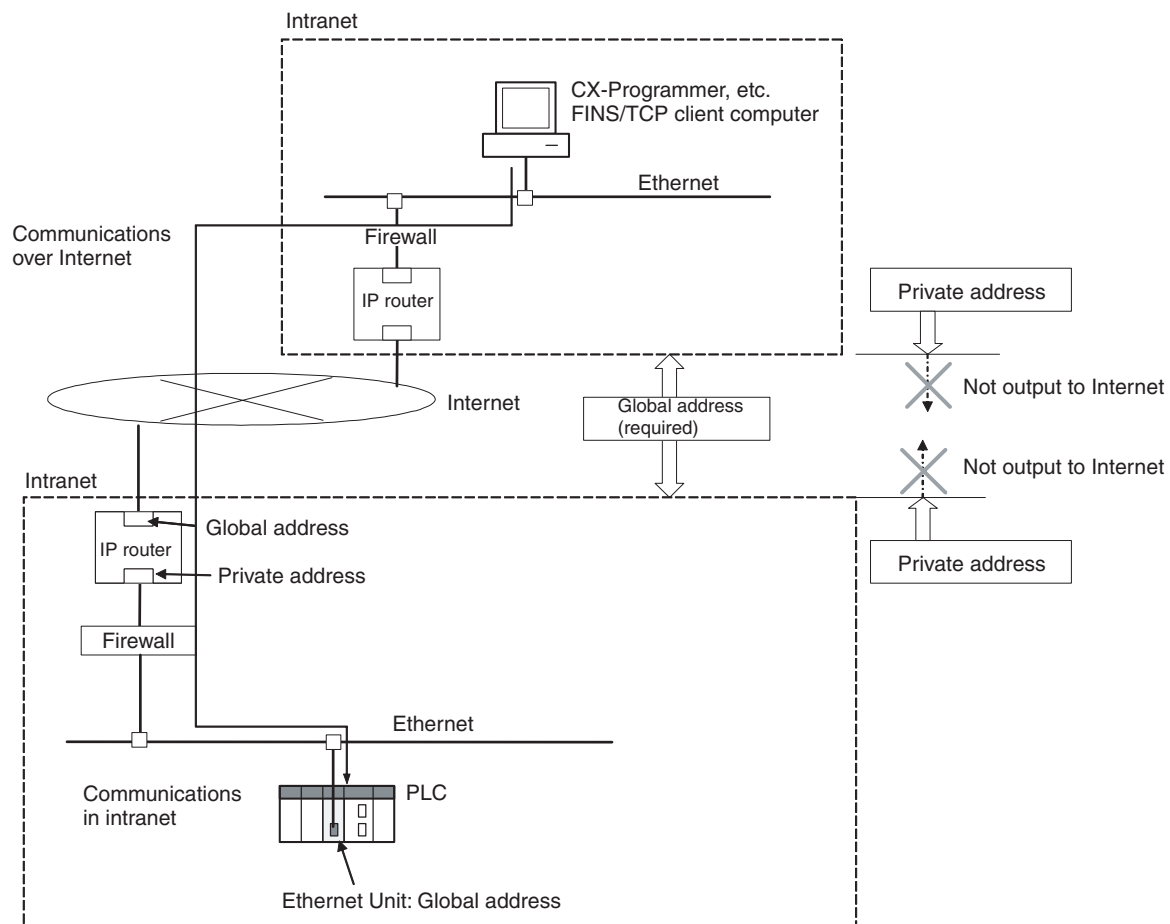 Intranet
CX-Programmer, etc.
FINS/TCP client computer
Ethernet
Communications
over Internet
Firewall
IP router
Private address
Not output to Internet
Internet
Global address
(required)
Not output to Internet
Private address
Intranet
Global address
IP router
Private address
Firewall
Ethernet
Communications
in intranet
PLC
Ethernet Unit: Global address